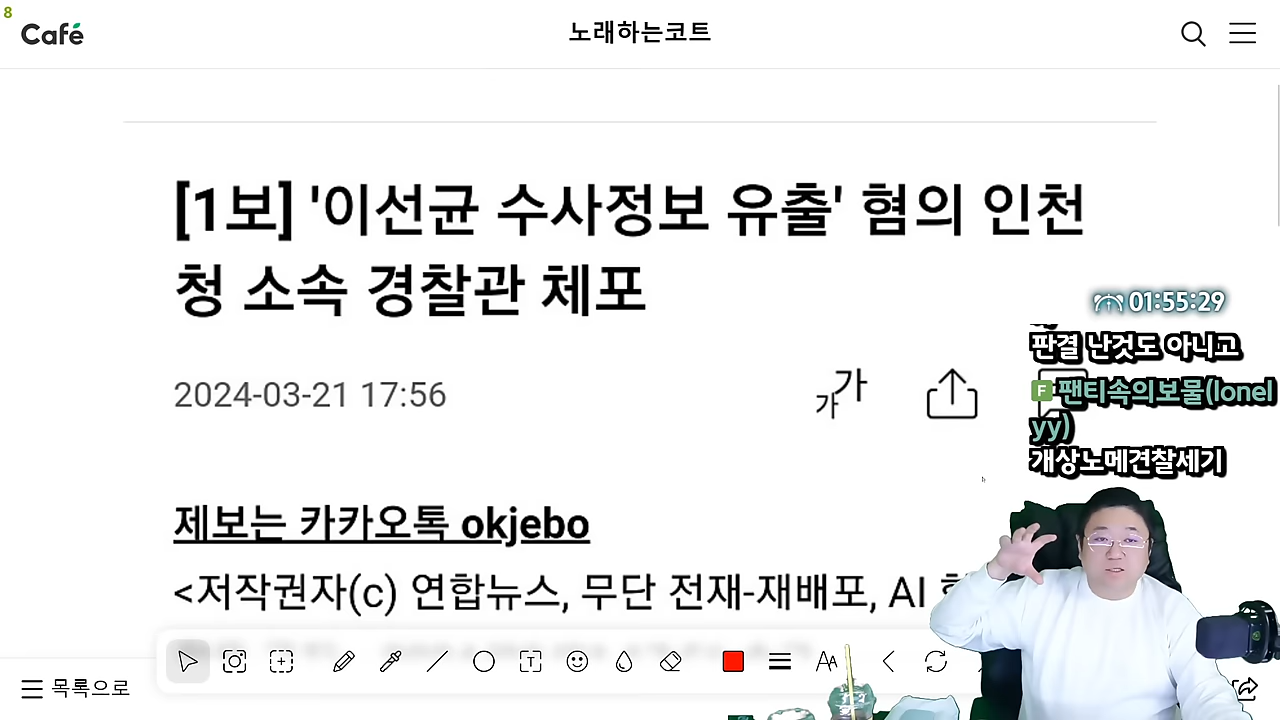 8
Café
노래하는코트
[1보] '이선균 수사정보 유출' 혐의 인천
청 소속 경찰관 체포
2024-03-21 17:56
가가
제보는 카카오톡 okjebo
<저작권자(c) 연합뉴스, 무단 전재-재배포, AI
01:55:29
판결 난것도 아니고
F 팬티속의보물(lonel
yy)
개상노메견찰세기
T
AA
목록으로